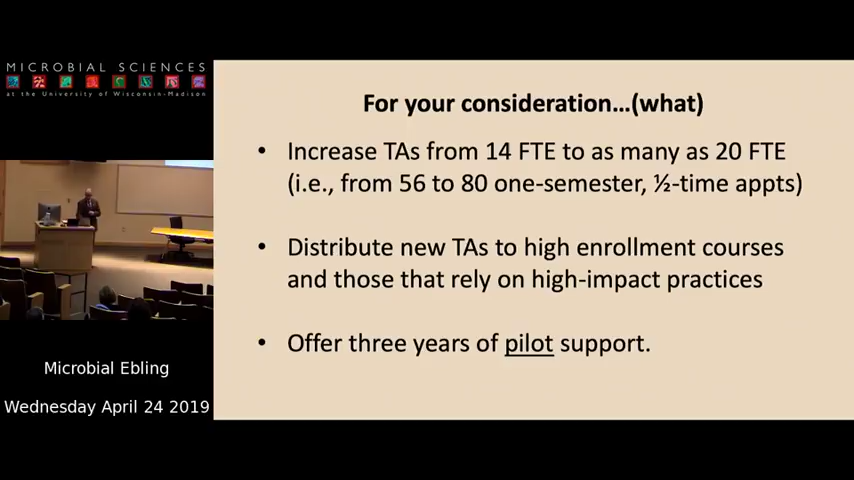 MICROBIAL SCIENCES
at the University of Wisconsin-Madison
For your consideration...(what)
• Increase TAs from 14 FTE to as many as 20 FTE
(i.e., from 56 to 80 one-semester, ½-time appts)
• Distribute new TAs to high enrollment courses
and those that rely on high-impact practices
• Offer three years of pilot support.
Microbial Ebling
Wednesday April 24 2019